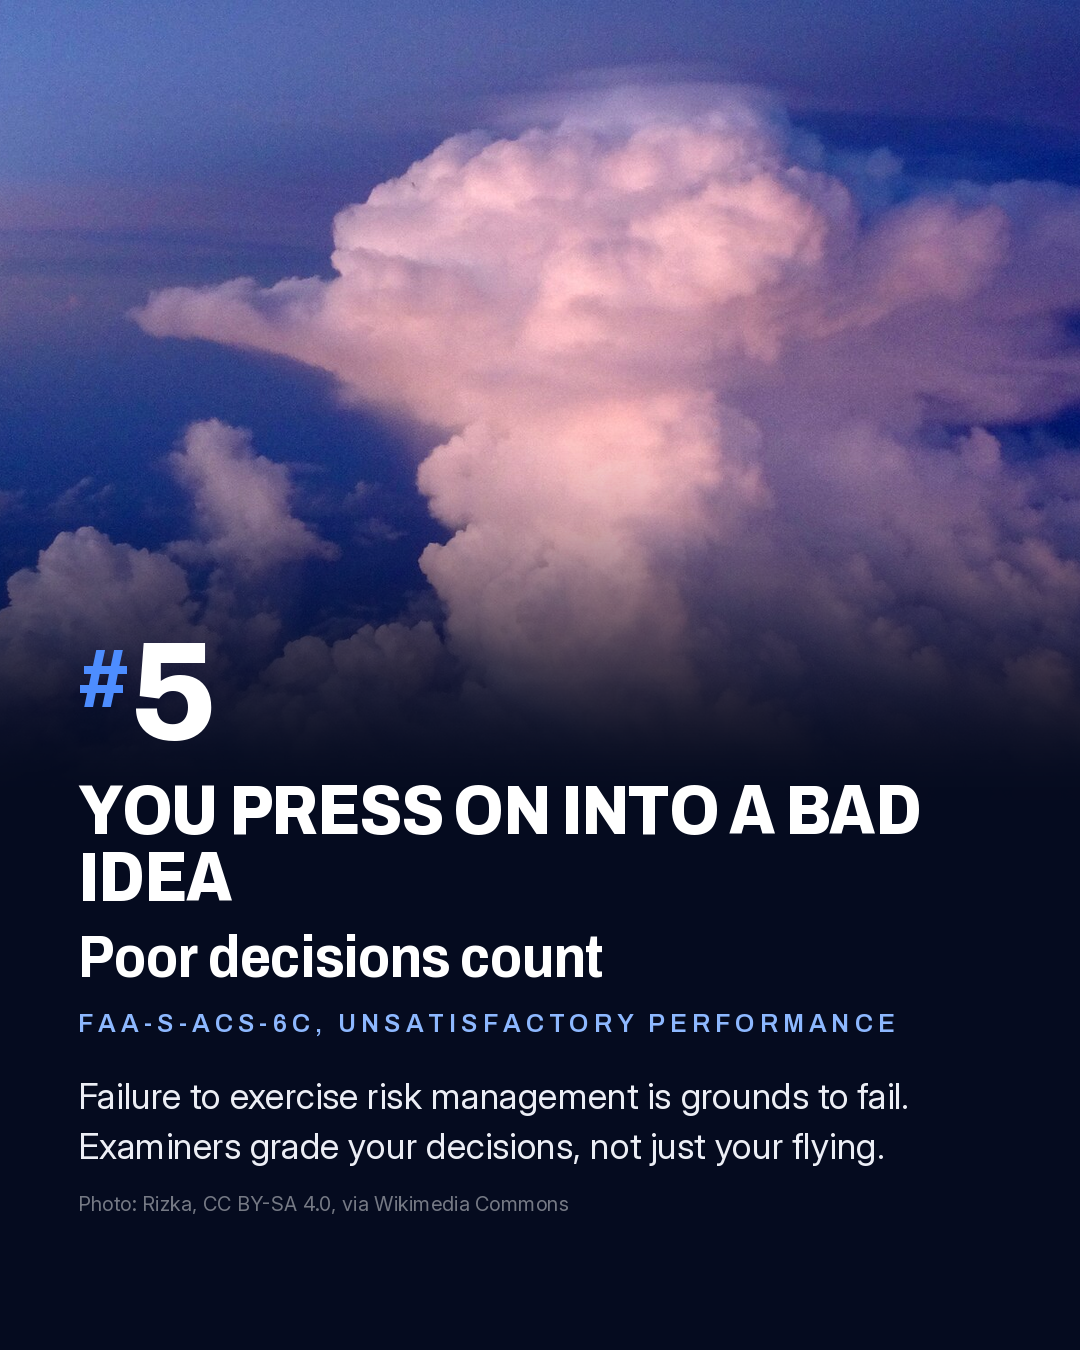 #5
YOU PRESS ON INTO A BAD
IDEA
Poor decisions count
FAA-S-ACS-6C, UNSATISFACTORY PERFORMANCE
Failure to exercise risk management is grounds to fail.
Examiners grade your decisions, not just your flying.
Photo: Rizka, CC BY-SA 4.0, via Wikimedia Commons